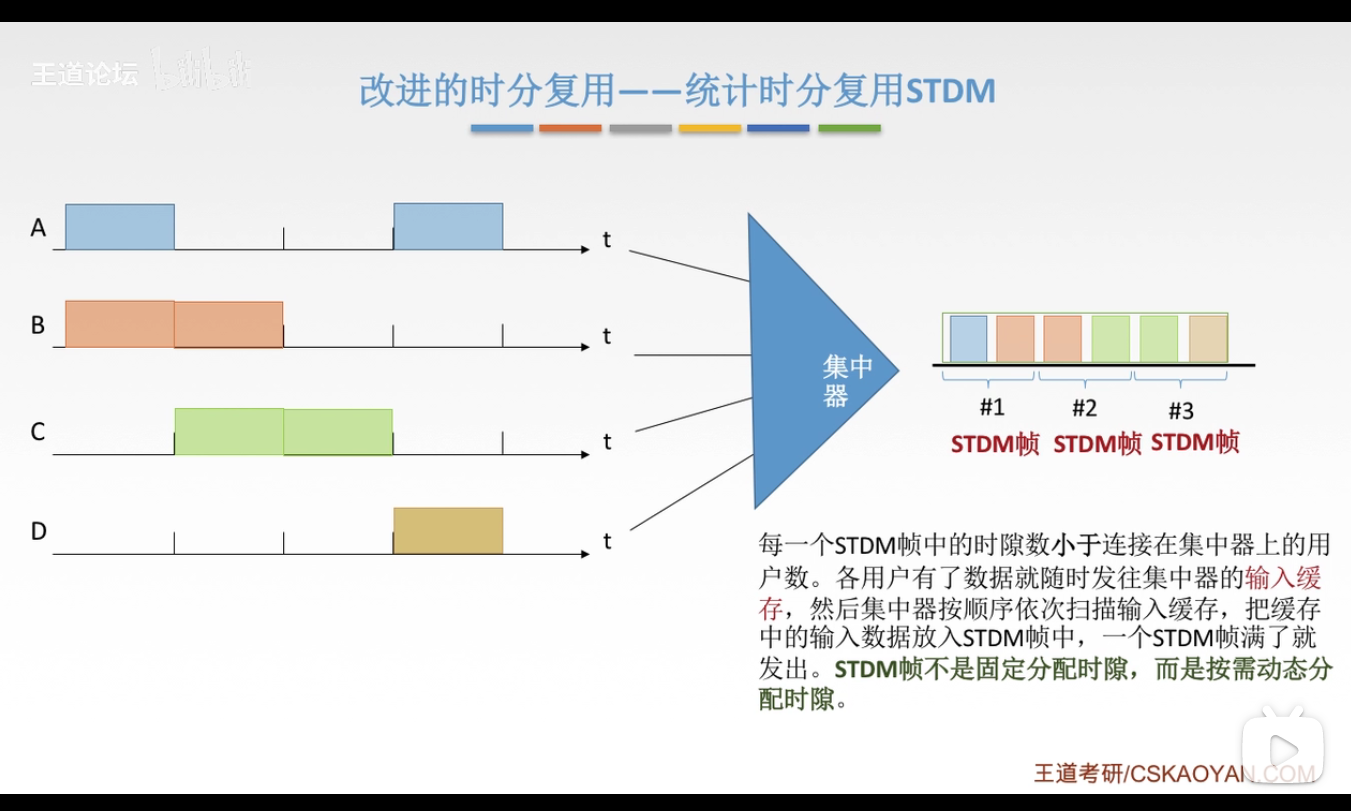 王道论坛 bilibili
改进的时分复用——统计时分复用STDM
A
t
B
t
C
t
D
t
集中
器
#1
#2
#3
STDM帧
STDM帧
STDM帧
每一个STDM帧中的时隙数小于连接在集中器上的用
户数。各用户有了数据就随时发往集中器的输入缓
存，然后集中器按顺序依次扫描输入缓存，把缓存
中的输入数据放入STDM帧中，一个STDM帧满了就
发出。STDM帧不是固定分配时隙，而是按需动态分
配时隙。
王道考研/CSKAOYAN.COM